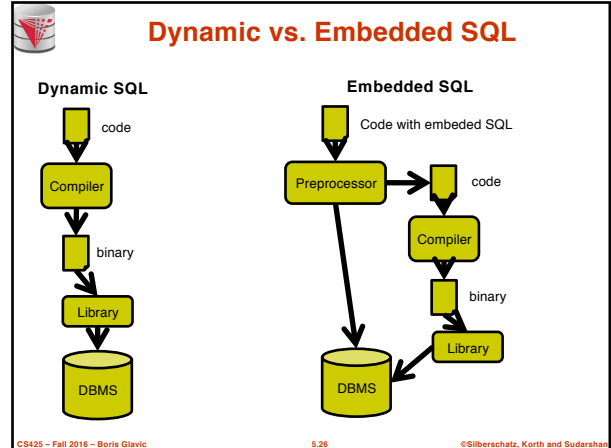 Dynamic vs. Embedded SQL
Dynamic SQL
code
Compiler
binary
Library
DBMS
Embedded SQL
Code with embeded SQL
Preprocessor
code
Compiler
binary
Library
DBMS
CS425 – Fall 2016 – Boris Glavic
5.26
©Silberschatz, Korth and Sudarshan